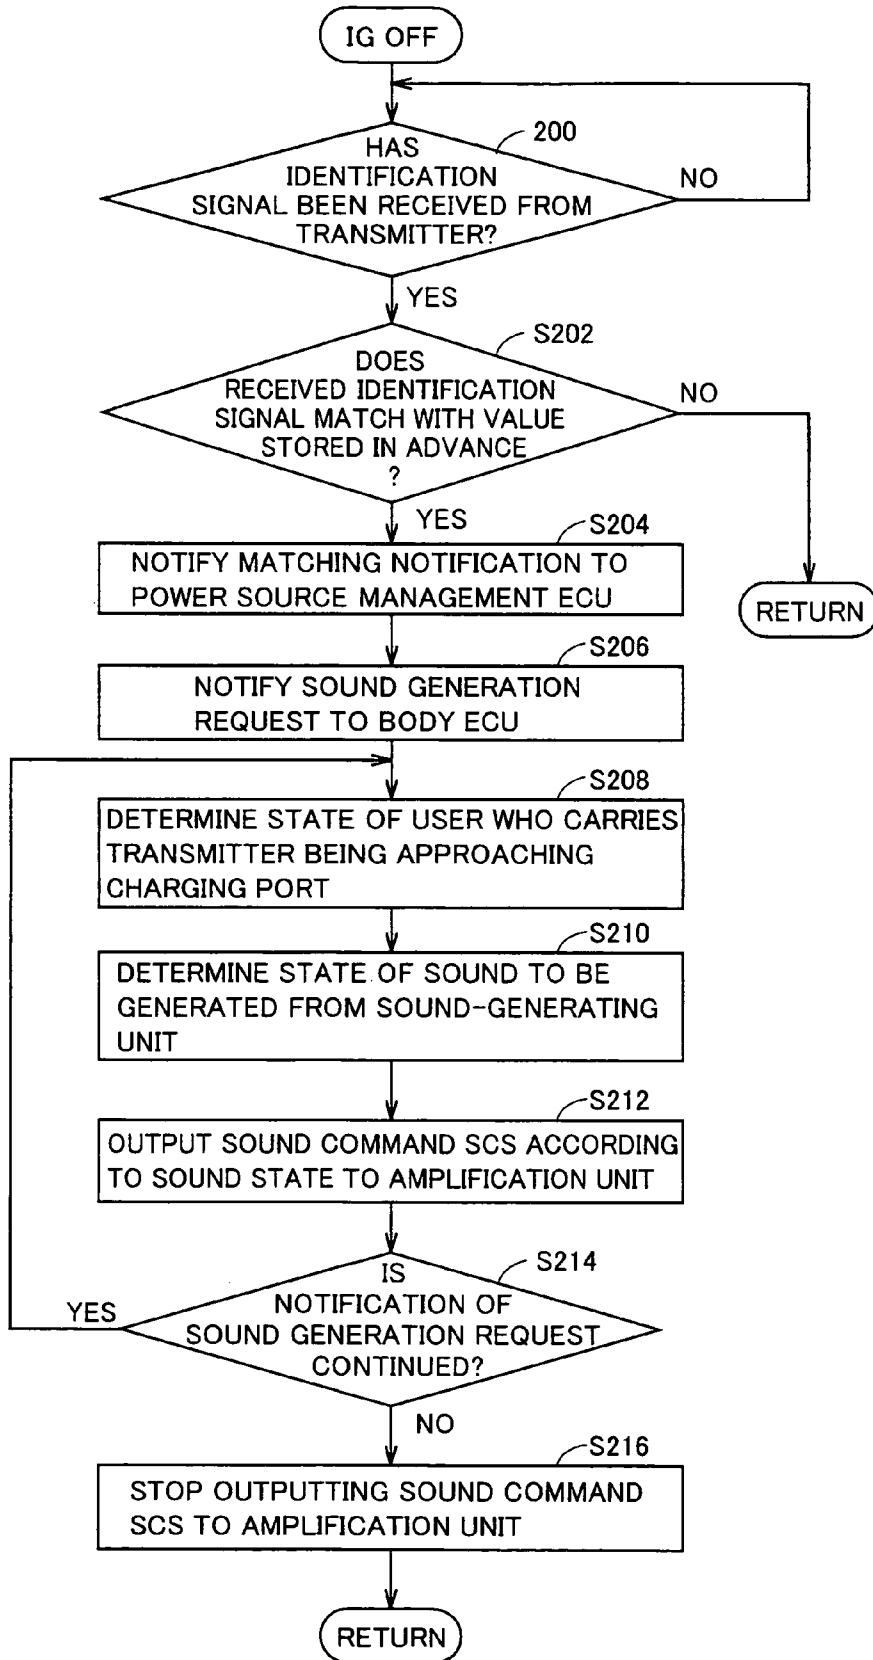 IG OFF
200
HAS
IDENTIFICATION
SIGNAL BEEN RECEIVED FROM
TRANSMITTER?
NO
YES
S202
DOES
RECEIVED IDENTIFICATION
SIGNAL MATCH WITH VALUE
STORED IN ADVANCE
?
NO
YES
S204
NOTIFY MATCHING NOTIFICATION TO
POWER SOURCE MANAGEMENT ECU
RETURN
S206
NOTIFY SOUND GENERATION
REQUEST TO BODY ECU
S208
DETERMINE STATE OF USER WHO CARRIES
TRANSMITTER BEING APPROACHING
CHARGING PORT
S210
DETERMINE STATE OF SOUND TO BE
GENERATED FROM SOUND-GENERATING
UNIT
S212
OUTPUT SOUND COMMAND SCS ACCORDING
TO SOUND STATE TO AMPLIFICATION UNIT
S214
IS
NOTIFICATION OF
SOUND GENERATION REQUEST
CONTINUED?
YES
NO
S216
STOP OUTPUTTING SOUND COMMAND
SCS TO AMPLIFICATION UNIT
RETURN